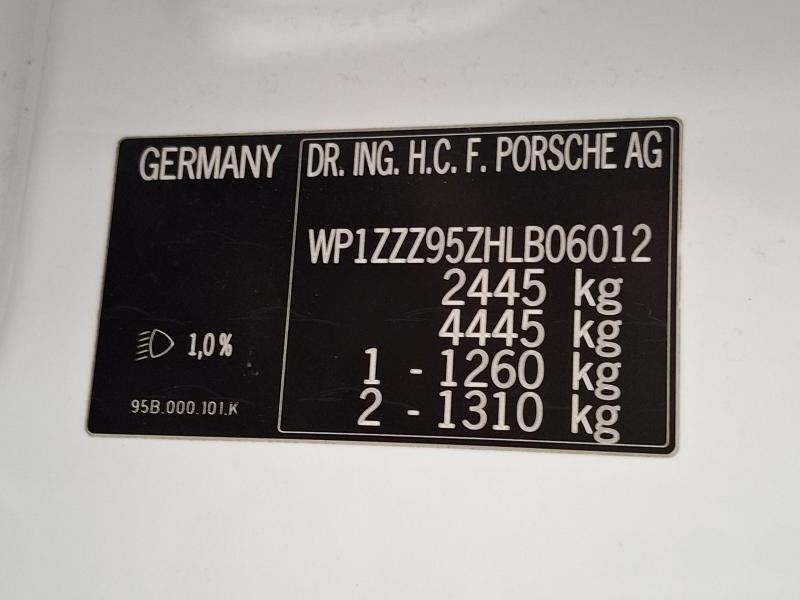 GERMANY
DR. ING. H.C. F. PORSCHE AG
WP1ZZZ95ZHLB06012
2445 kg
4445 kg
1 - 1260 kg
2 - 1310 kg
1,0%
95B.000.101.K